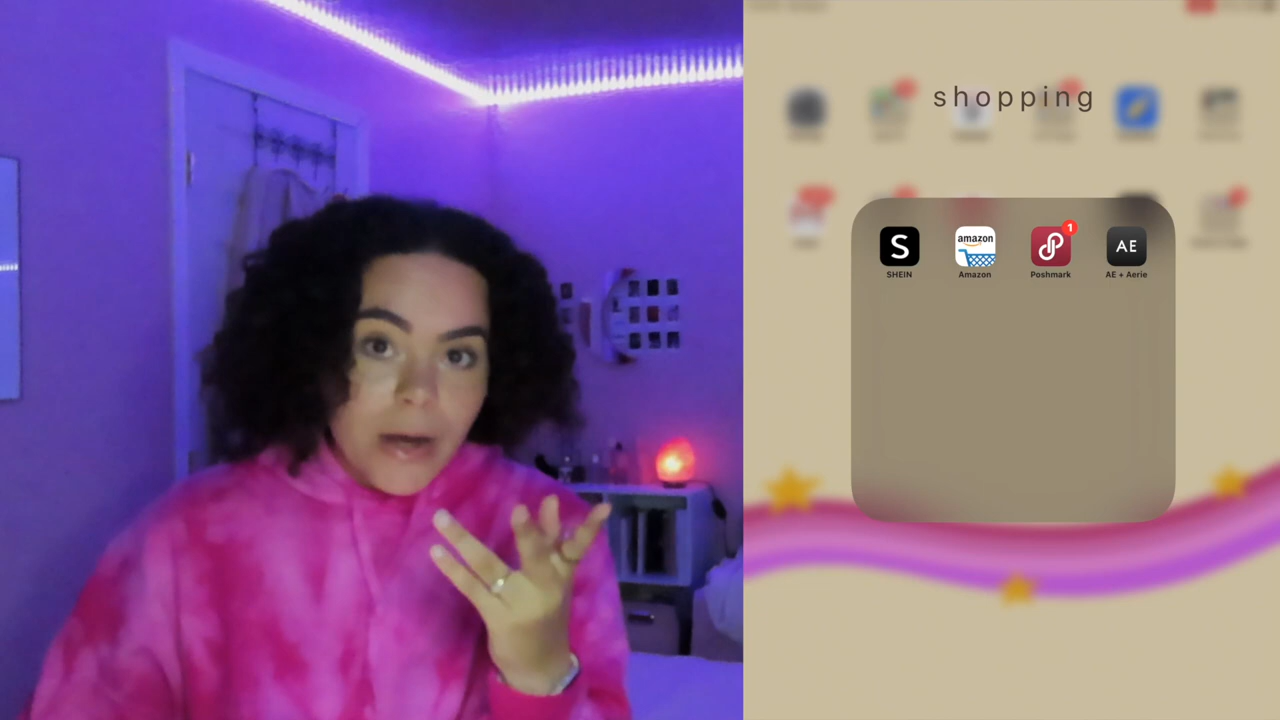 shopping
S
amazon
1
AE
SHEIN
Amazon
Poshmark
AE + Aerie